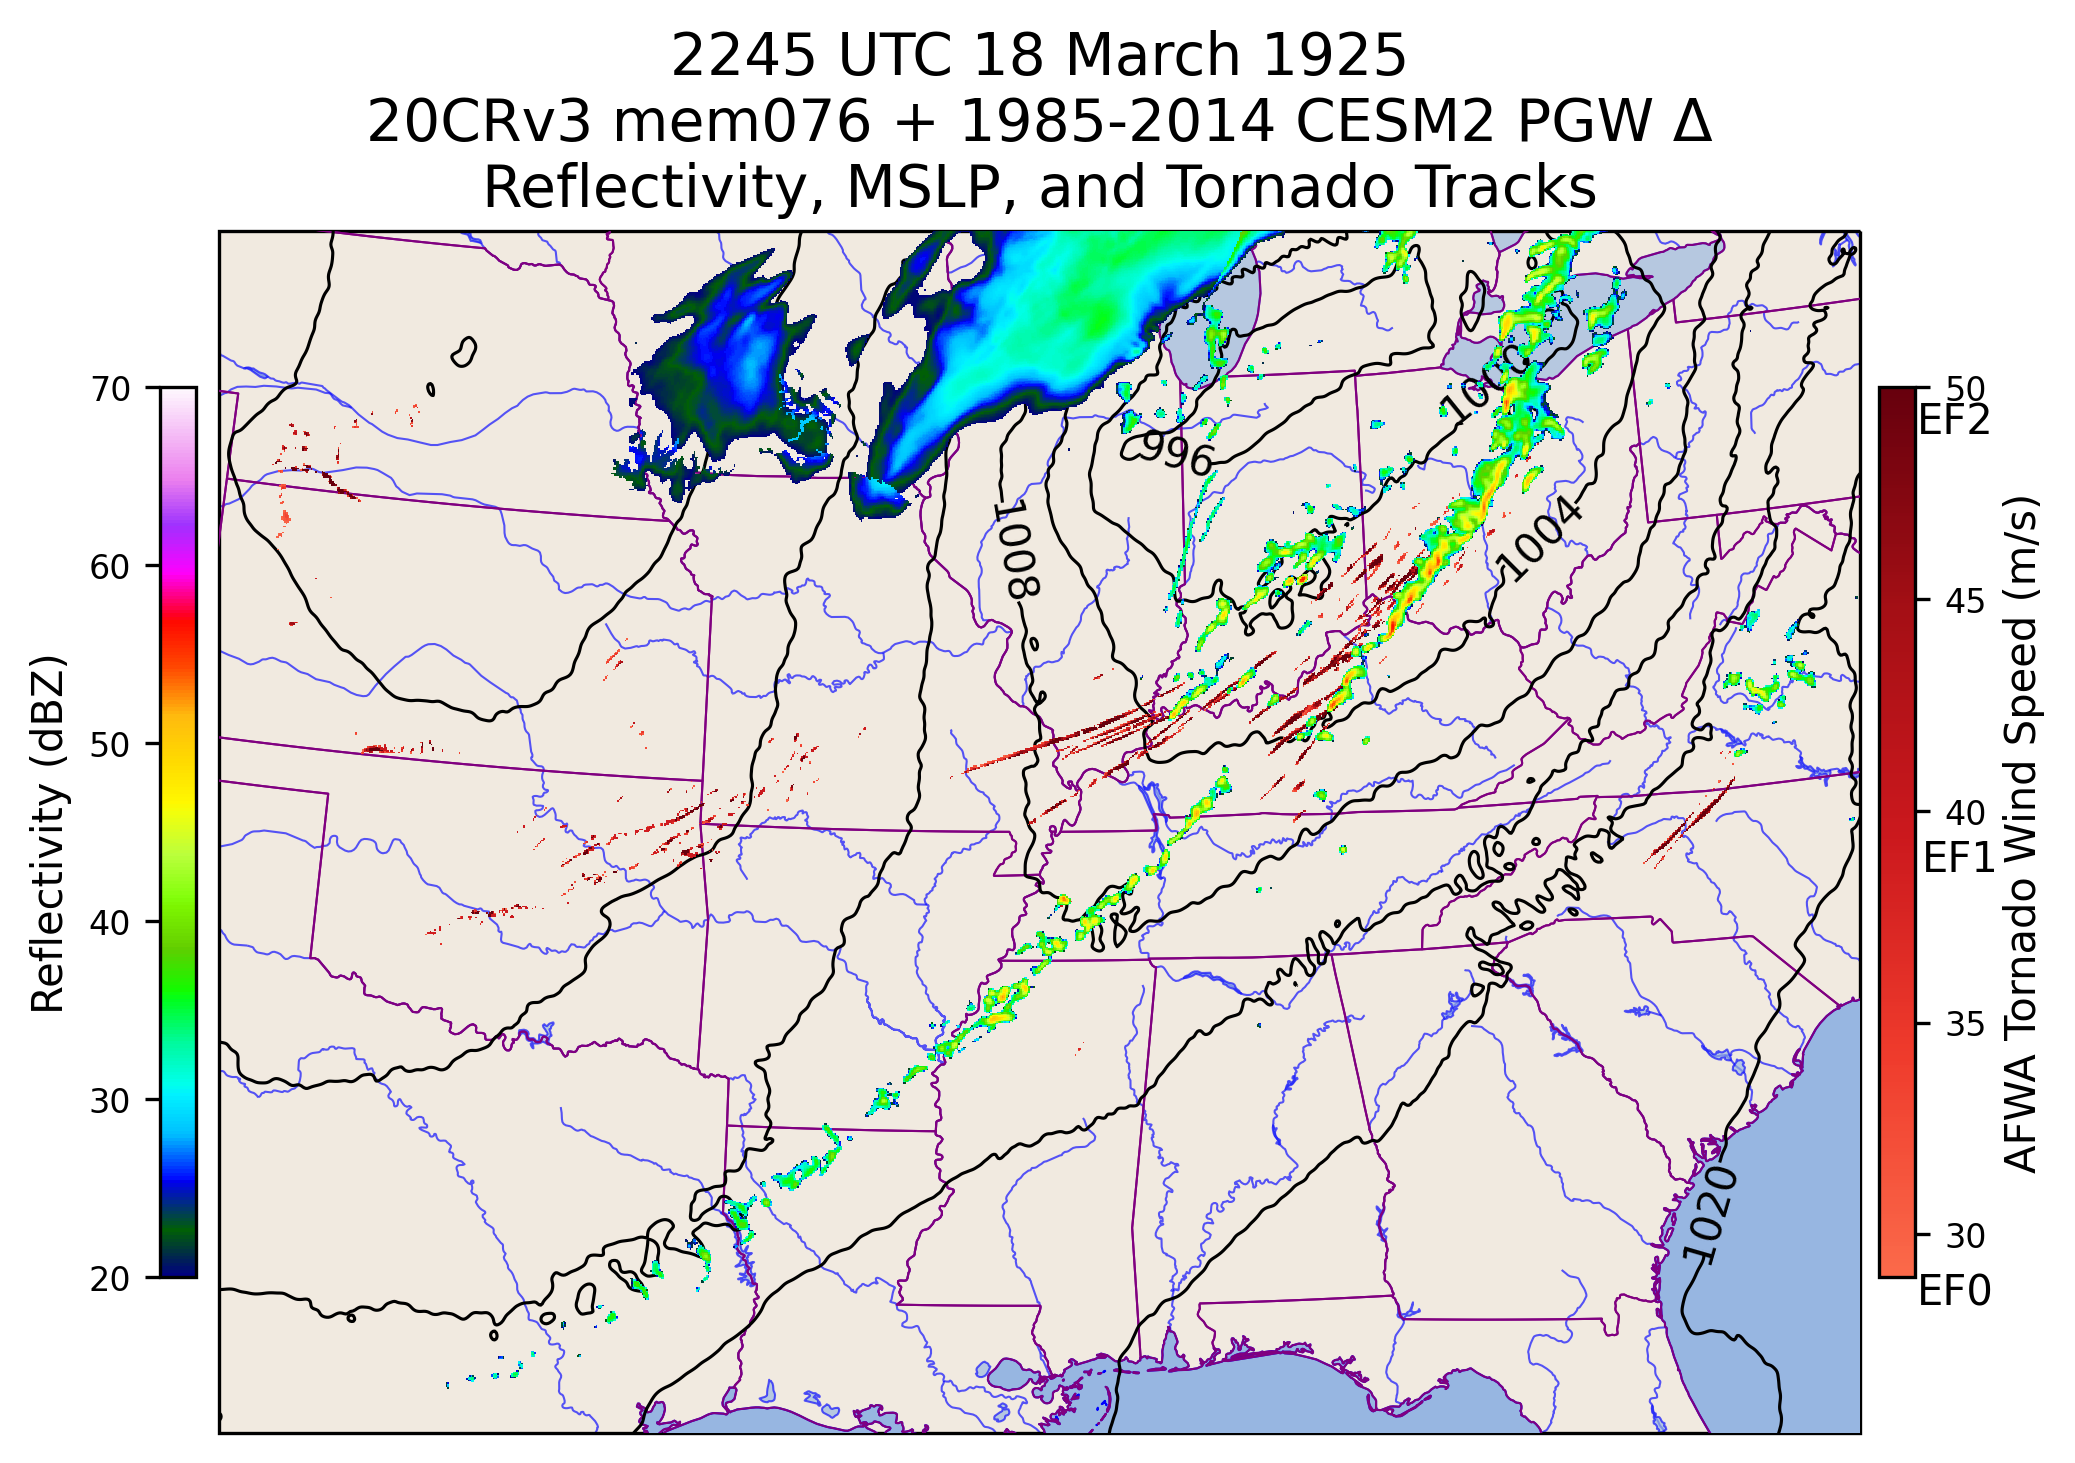 2245 UTC 18 March 1925
20CRv3 mem076 + 1985-2014 CESM2 PGW Δ
Reflectivity, MSLP, and Tornado Tracks
Reflectivity (dBZ)
70
60
50
40
30
20
996
1004
1008
1020
50
EF2
45
40
EF1
35
30
EF0
AFWA Tornado Wind Speed (m/s)